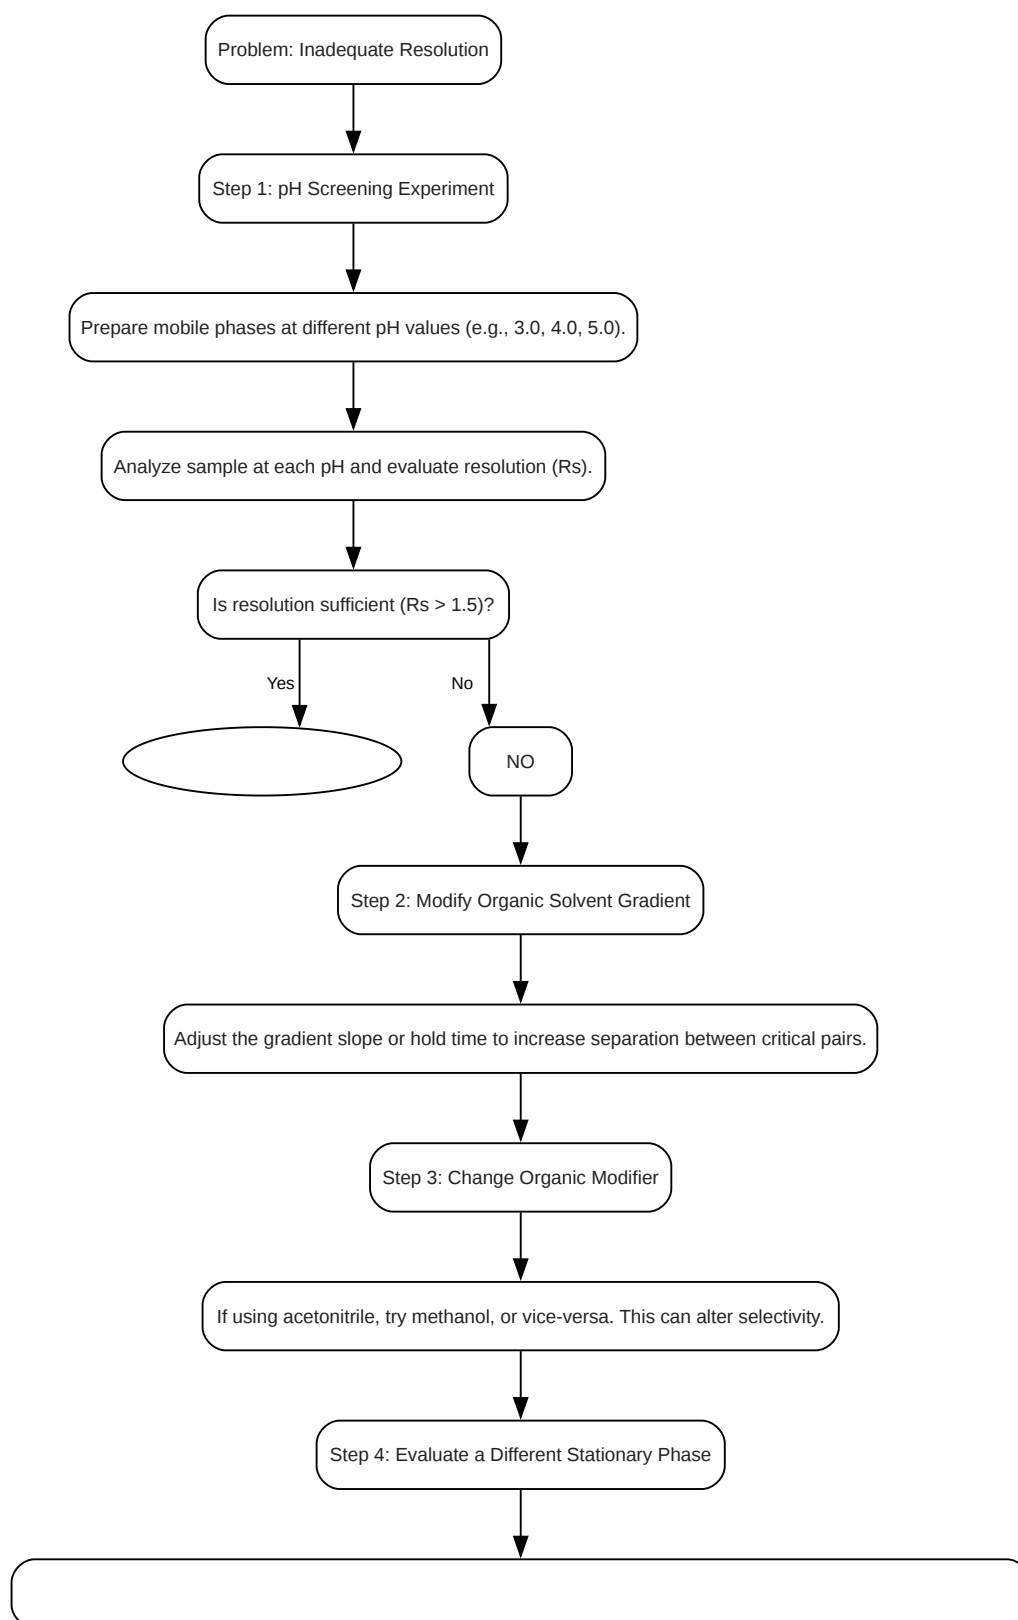 Problem: Inadequate Resolution
Step 1: pH Screening Experiment
Prepare mobile phases at different pH values (e.g., 3.0, 4.0, 5.0).
Analyze sample at each pH and evaluate resolution (Rs).
Is resolution sufficient (Rs > 1.5)?
Yes
No
NO
Step 2: Modify Organic Solvent Gradient
Adjust the gradient slope or hold time to increase separation between critical pairs.
Step 3: Change Organic Modifier
If using acetonitrile, try methanol, or vice-versa. This can alter selectivity.
Step 4: Evaluate a Different Stationary Phase